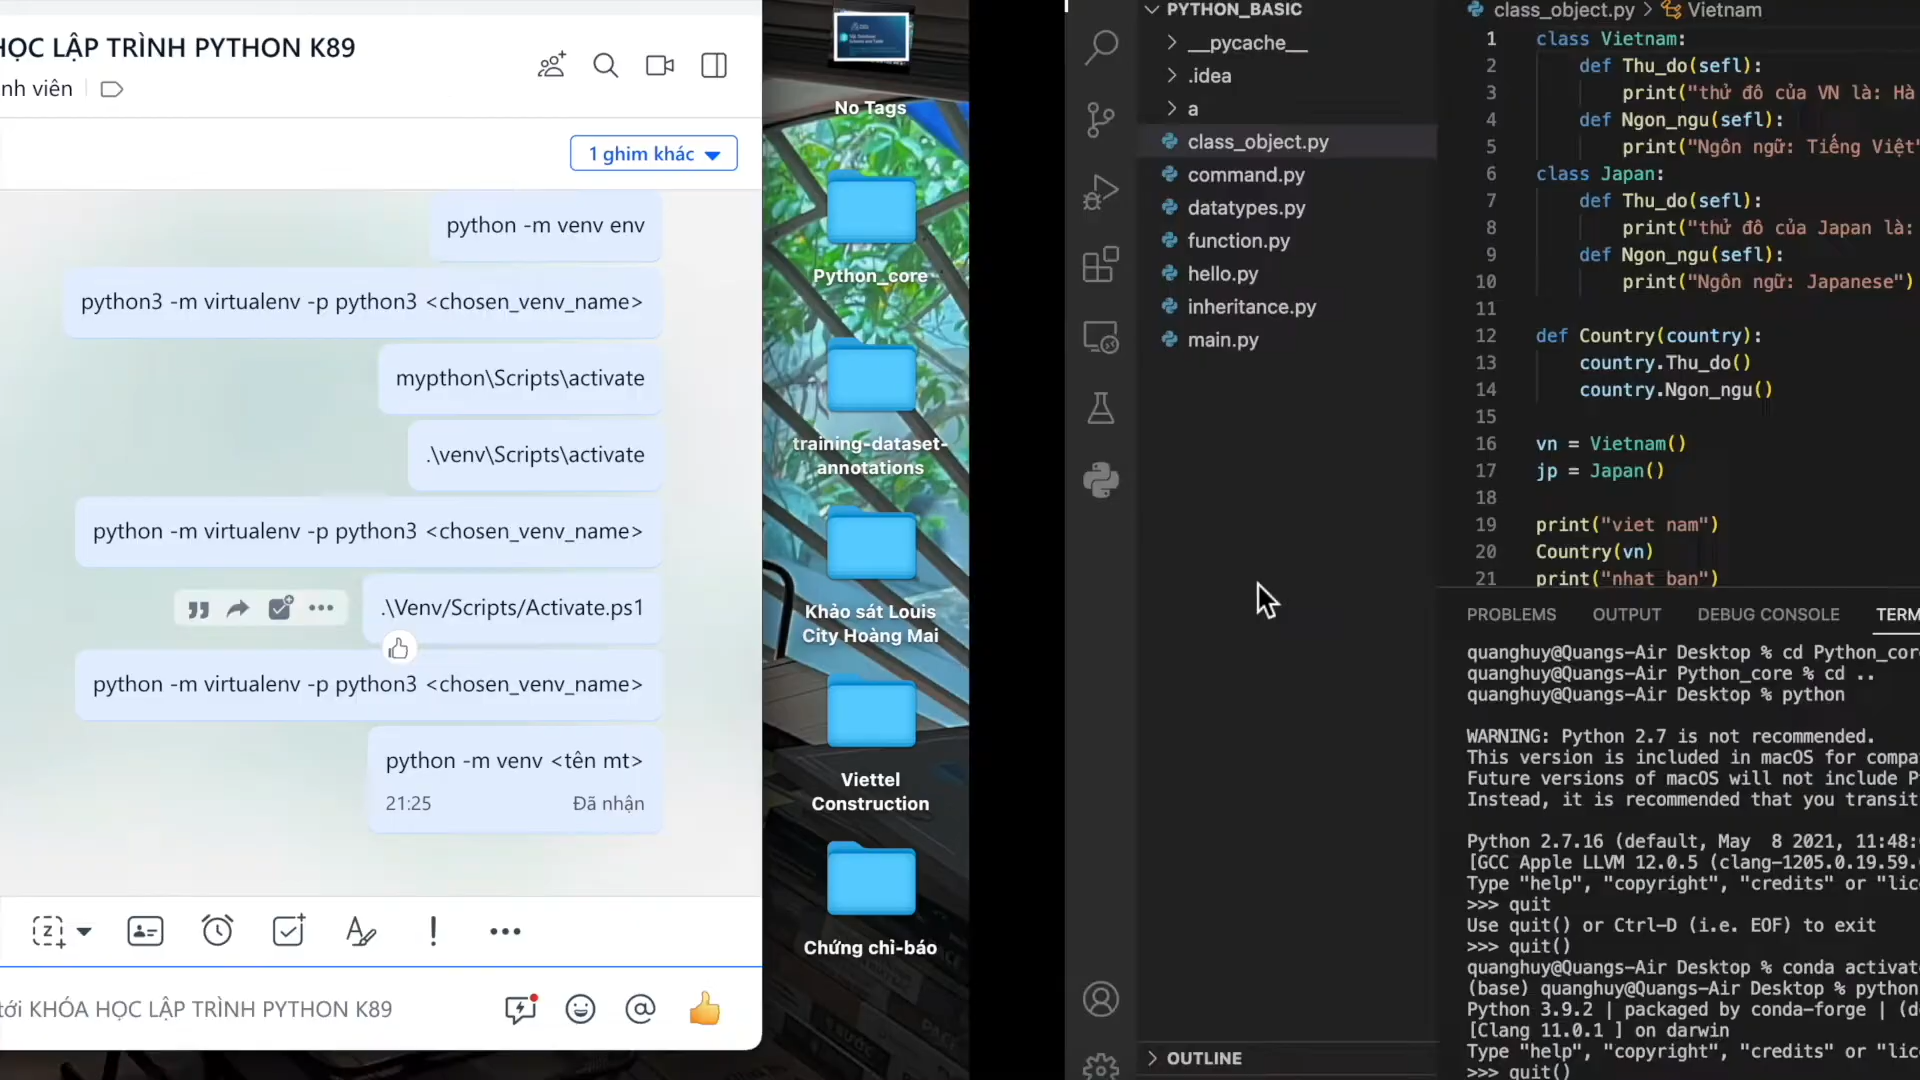 HỌC LẬP TRÌNH PYTHON K89
nh viên
1 ghim khác
python -m venv env
python3 -m virtualenv -p python3 <chosen_venv_name>
mypthon\Scripts\activate
.\venv\Scripts\activate
python -m virtualenv -p python3 <chosen_venv_name>
.\Venv/Scripts/Activate.ps1
python -m virtualenv -p python3 <chosen_venv_name>
python -m venv <tên mt>
21:25 Đã nhận
tới KHÓA HỌC LẬP TRÌNH PYTHON K89
No Tags
Python_core
training-dataset-
annotations
Khảo sát Louis
City Hoàng Mai
Viettel
Construction
Chứng chỉ-báo
PYTHON_BASIC
__pycache__
.idea
a
class_object.py
command.py
datatypes.py
function.py
hello.py
inheritance.py
main.py
OUTLINE
class_object.py > Vietnam
1 class Vietnam:
2 def Thu_do(sefl):
3 print("thử đô của VN là: Hà
4 def Ngon_ngu(sefl):
5 print("Ngôn ngữ: Tiếng Việt"
6 class Japan:
7 def Thu_do(sefl):
8 print("thử đô của Japan là:
9 def Ngon_ngu(sefl):
10 print("Ngôn ngữ: Japanese")
11
12 def Country(country):
13 country.Thu_do()
14 country.Ngon_ngu()
15
16 vn = Vietnam()
17 jp = Japan()
18
19 print("viet nam")
20 Country(vn)
21 print("nhat ban")
PROBLEMS OUTPUT DEBUG CONSOLE TERM
quanghuy@Quangs-Air Desktop % cd Python_core
quanghuy@Quangs-Air Python_core % cd ..
quanghuy@Quangs-Air Desktop % python
WARNING: Python 2.7 is not recommended.
This version is included in macOS for compa
Future versions of macOS will not include P
Instead, it is recommended that you transit
Python 2.7.16 (default, May  8 2021, 11:48:
[GCC Apple LLVM 12.0.5 (clang-1205.0.19.59.
Type "help", "copyright", "credits" or "lic
>>> quit
Use quit() or Ctrl-D (i.e. EOF) to exit
>>> quit()
quanghuy@Quangs-Air Desktop % conda activat
(base) quanghuy@Quangs-Air Desktop % python
Python 3.9.2 | packaged by conda-forge | (d
[Clang 11.0.1 ] on darwin
Type "help", "copyright", "credits" or "lic
>>> quit()